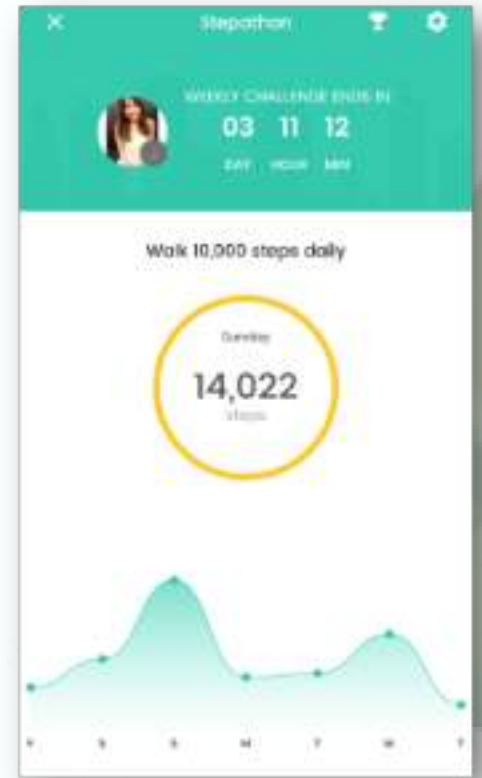 Stepathon
WEEKLY CHALLENGE ENDS IN
03 11 12
DAY HOUR MIN
Walk 10,000 steps daily
Sunday
14,022
steps
F S S M T W T